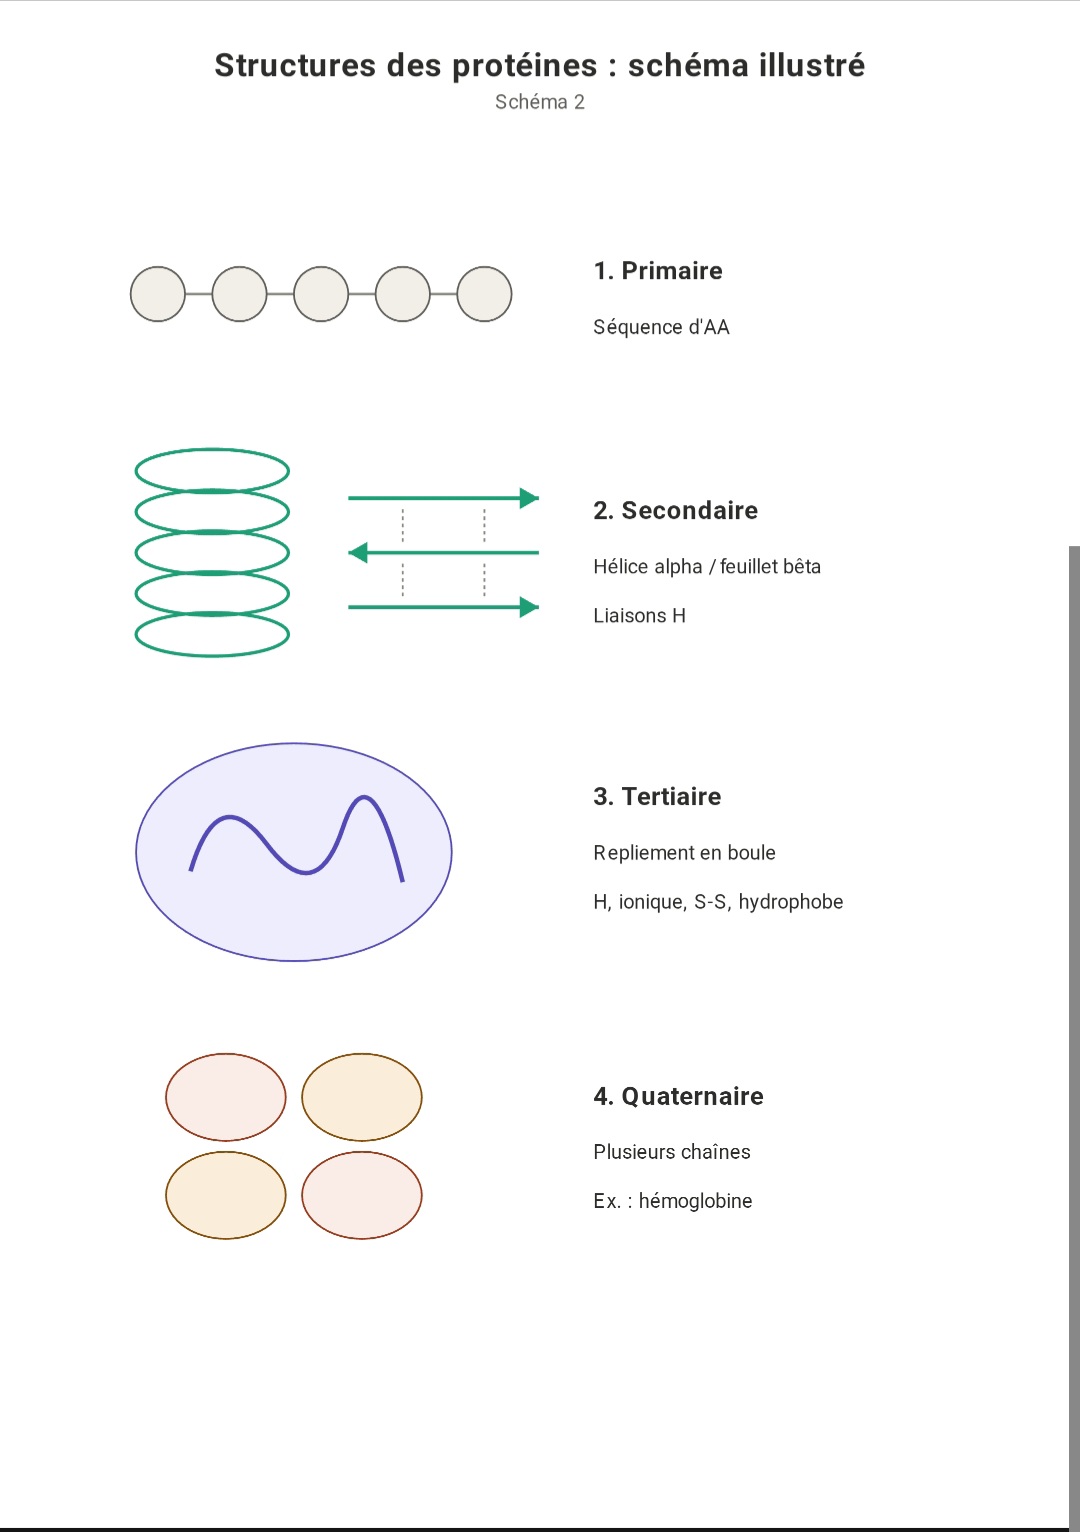 Structures des protéines : schéma illustré
Schéma 2
1. Primaire
Séquence d'AA
2. Secondaire
Hélice alpha / feuillet bêta
Liaisons H
3. Tertiaire
Repliement en boule
H, ionique, S-S, hydrophobe
4. Quaternaire
Plusieurs chaînes
Ex. : hémoglobine